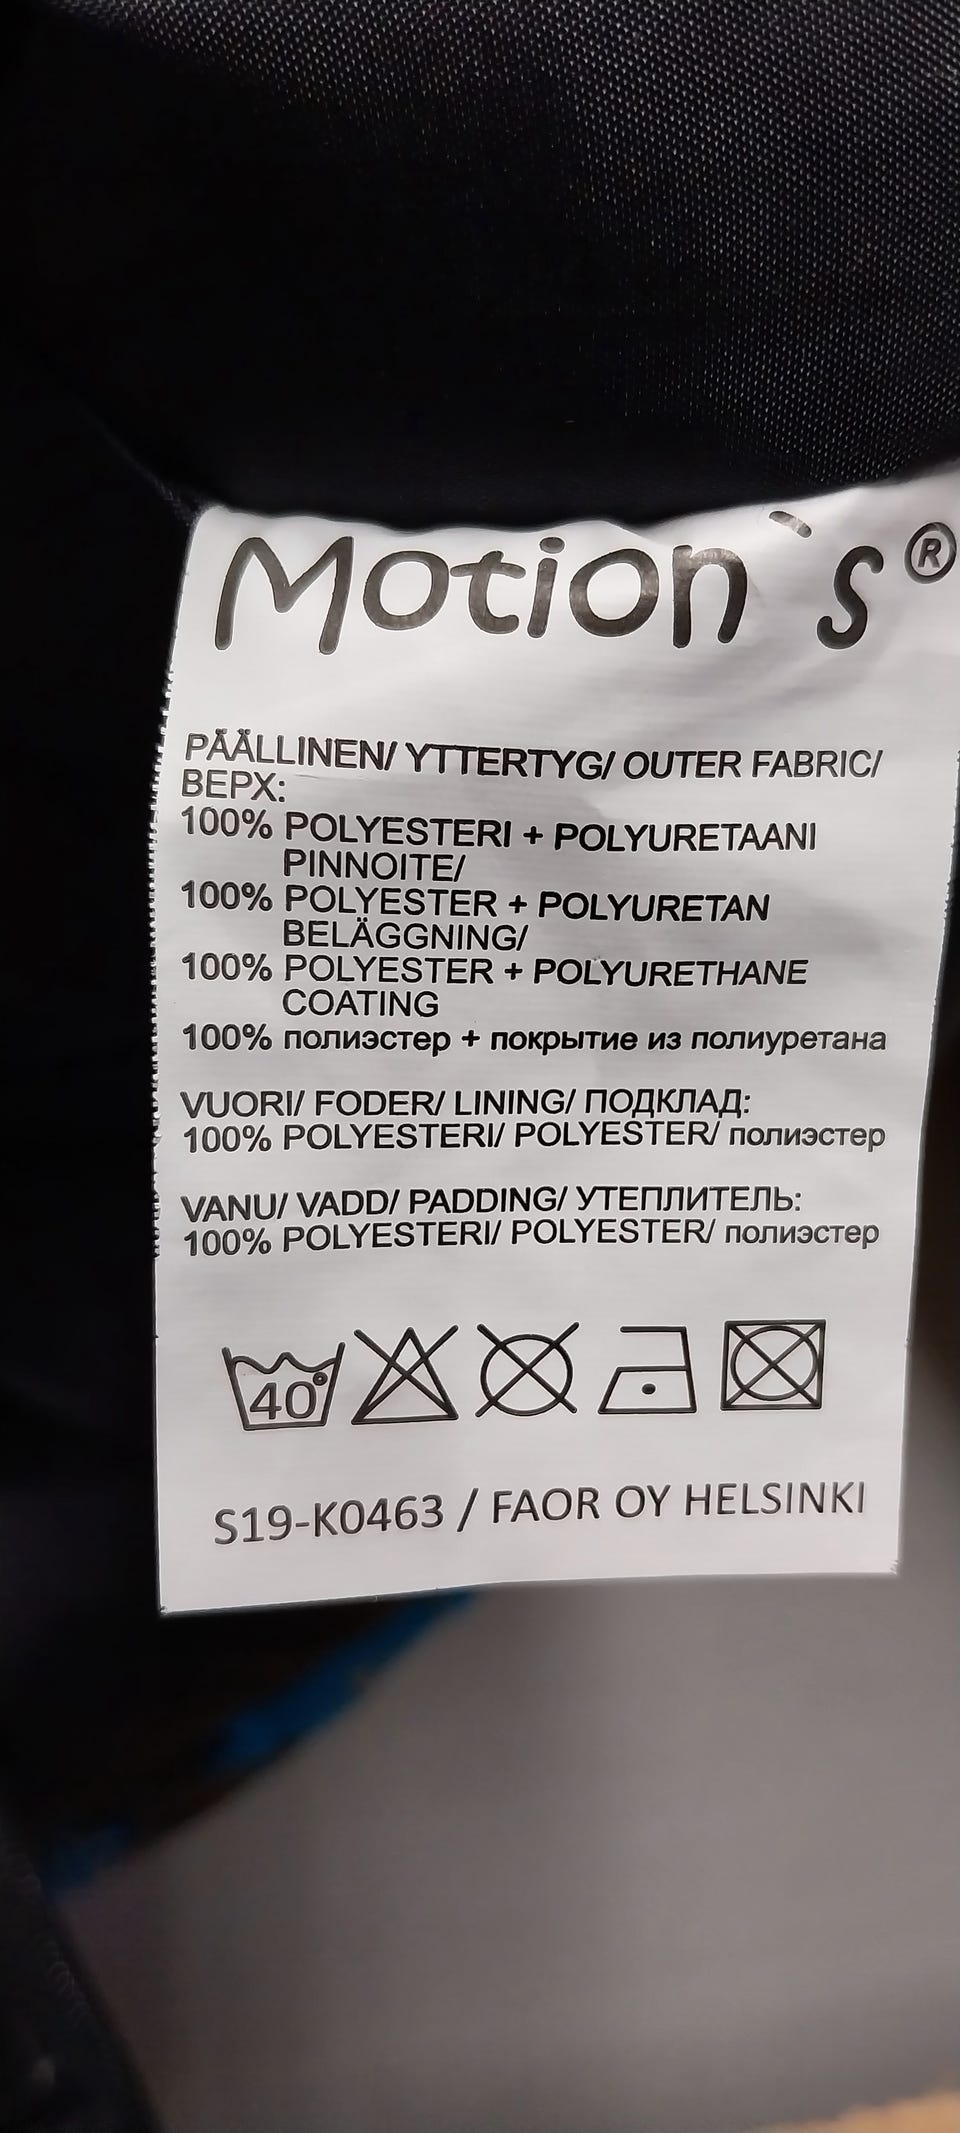 Motion`s®
PÄÄLLINEN/ YTTERTYG/ OUTER FABRIC/
ВЕРХ:
100% POLYESTERI + POLYURETAANI
PINNOITE/
100% POLYESTER + POLYURETAN
BELÄGGNING/
100% POLYESTER + POLYURETHANE
COATING
100% полиэстер + покрытие из полиуретана
VUORI/ FODER/ LINING/ ПОДКЛАД:
100% POLYESTERI/ POLYESTER/ полиэстер
VANU/ VADD/ PADDING/ УТЕПЛИТЕЛЬ:
100% POLYESTERI/ POLYESTER/ полиэстер
40°
S19-K0463 / FAOR OY HELSINKI